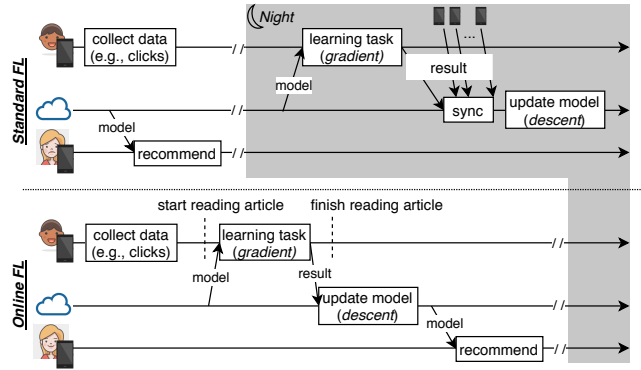 Night
Standard FL
collect data
(e.g., clicks)
learning task
(gradient)
...
result
model
model
sync
update model
(descent)
recommend
start reading article
finish reading article
Online FL
collect data
(e.g., clicks)
learning task
(gradient)
model
result
update model
(descent)
model
recommend